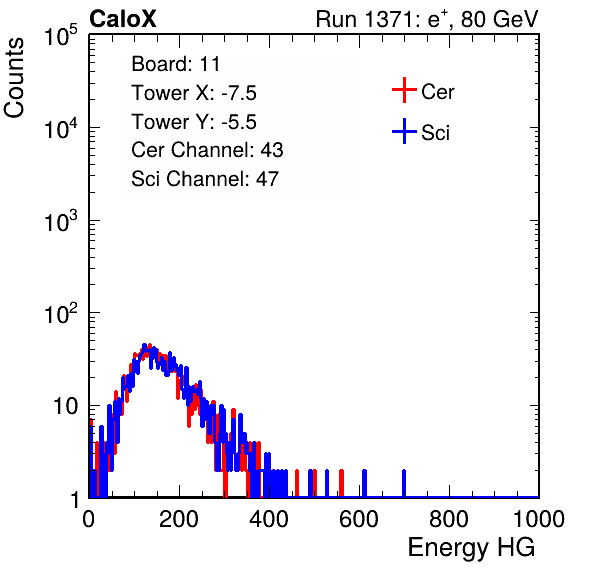 CaloX Run 1371: e⁺, 80 GeV
Counts
Board: 11
Tower X: -7.5
Tower Y: -5.5
Cer Channel: 43
Sci Channel: 47
Cer
Sci
10⁵
10⁴
10³
10²
10
1
0 200 400 600 800 1000
Energy HG